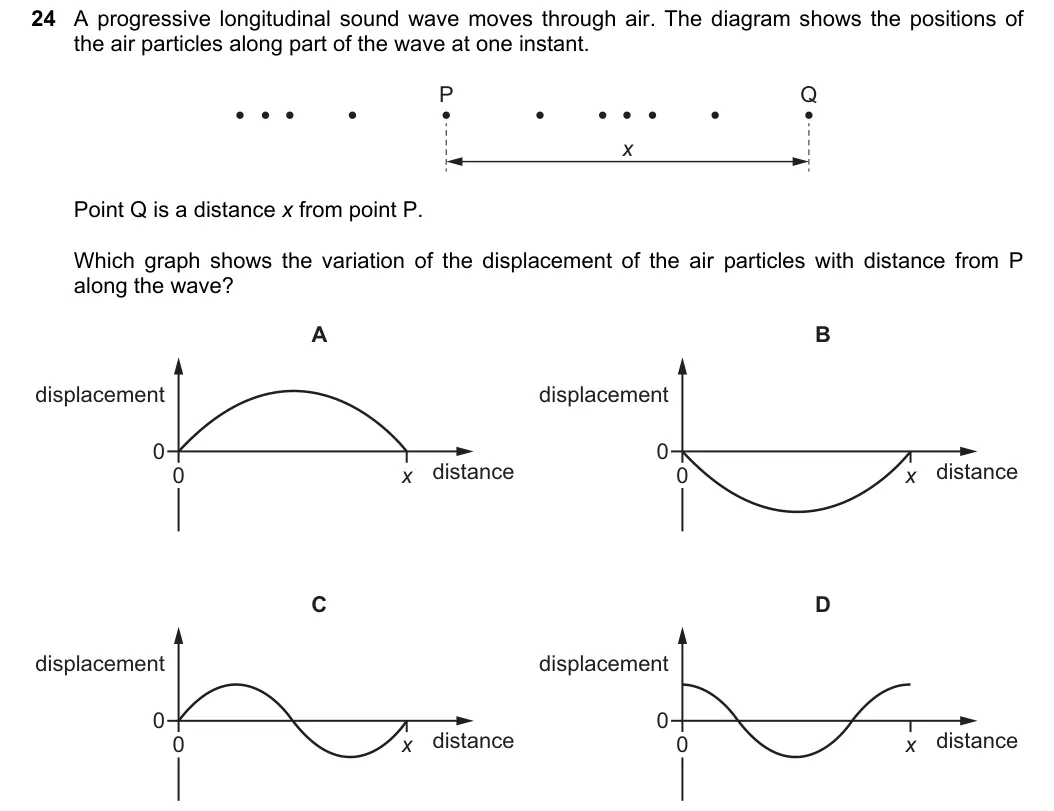 24 A progressive longitudinal sound wave moves through air. The diagram shows the positions of
the air particles along part of the wave at one instant.
P Q
x
Point Q is a distance x from point P.
Which graph shows the variation of the displacement of the air particles with distance from P
along the wave?
A B
displacement displacement
0 0
0 x distance 0 x distance
C D
displacement displacement
0 0
0 x distance 0 x distance